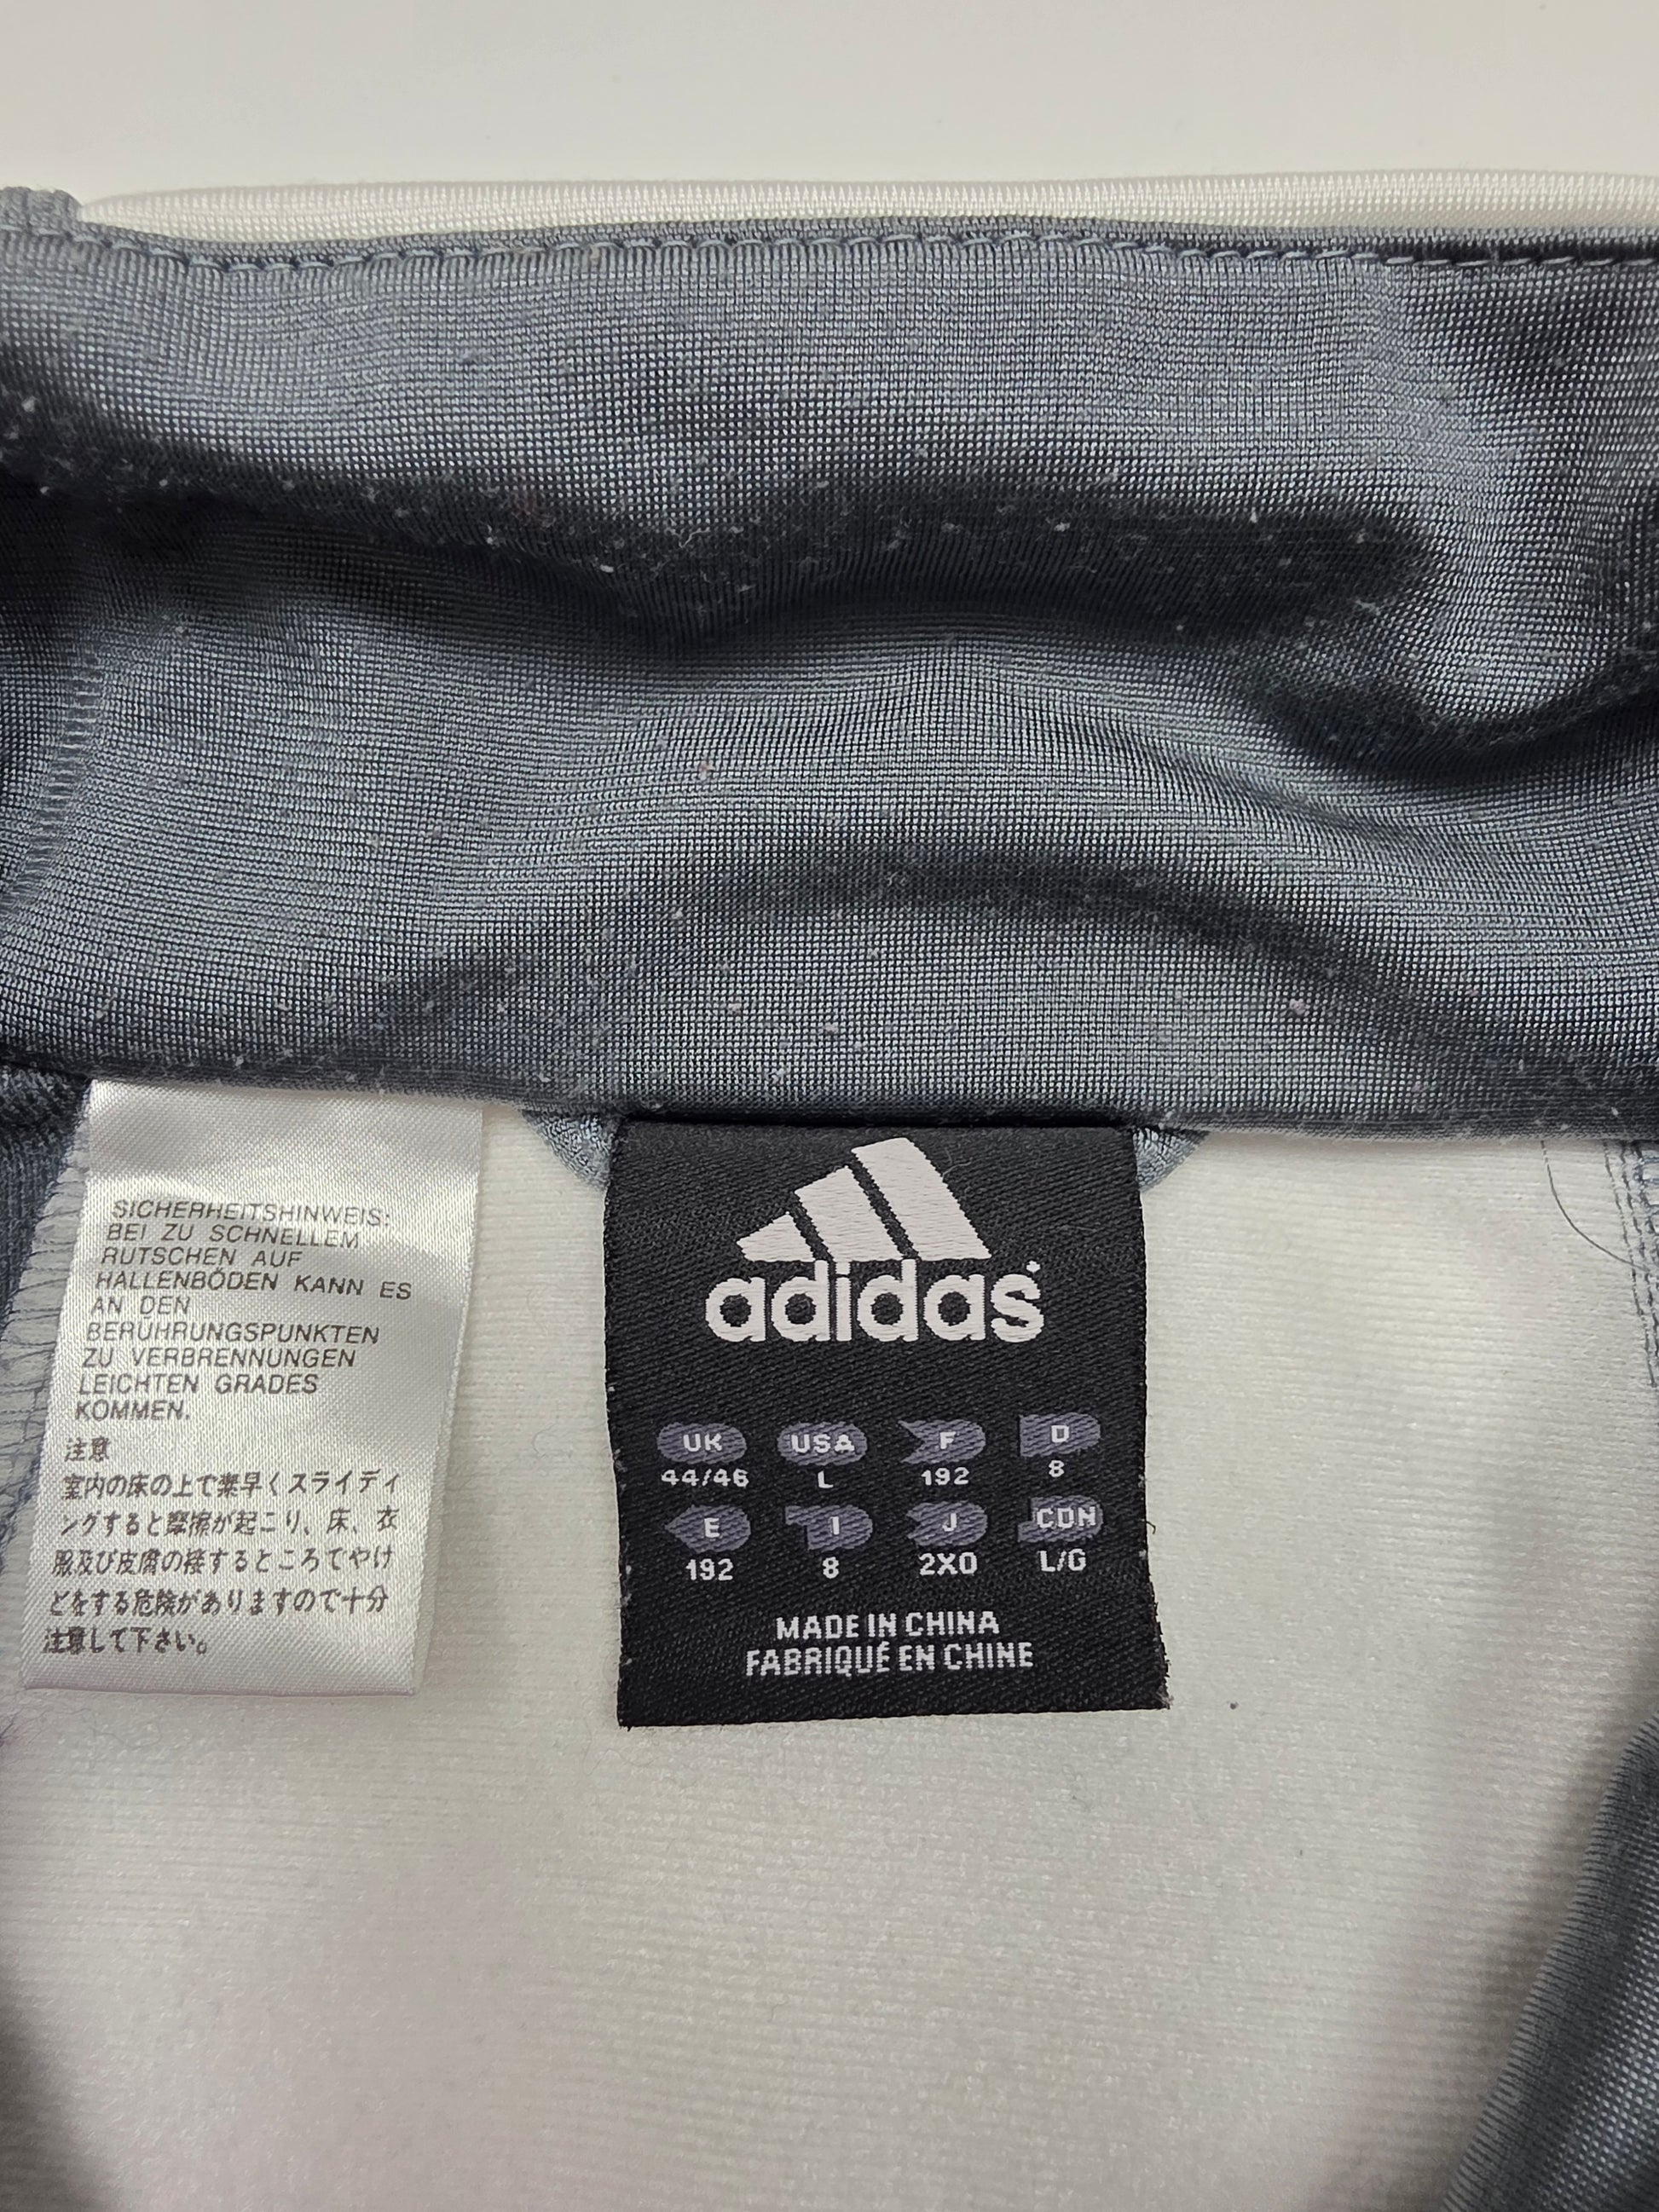 SICHERHEITSHINWEIS:
BEI ZU SCHNELLEM
RUTSCHEN AUF
HALLENBÖDEN KANN ES
AN DEN
BERÜHRUNGSPUNKTEN
ZU VERBRENNUNGEN
LEICHTEN GRADES
KOMMEN.
注意
室内の床の上で素早くスライディ
ングすると摩擦が起こり、床、衣
服及び皮膚の接するところでやけ
どをする危険がありますので十分
注意して下さい。
adidas
UK USA F D
44/46 L 192 8
E I J CDN
192 8 2XO L/G
MADE IN CHINA
FABRIQUÉ EN CHINE